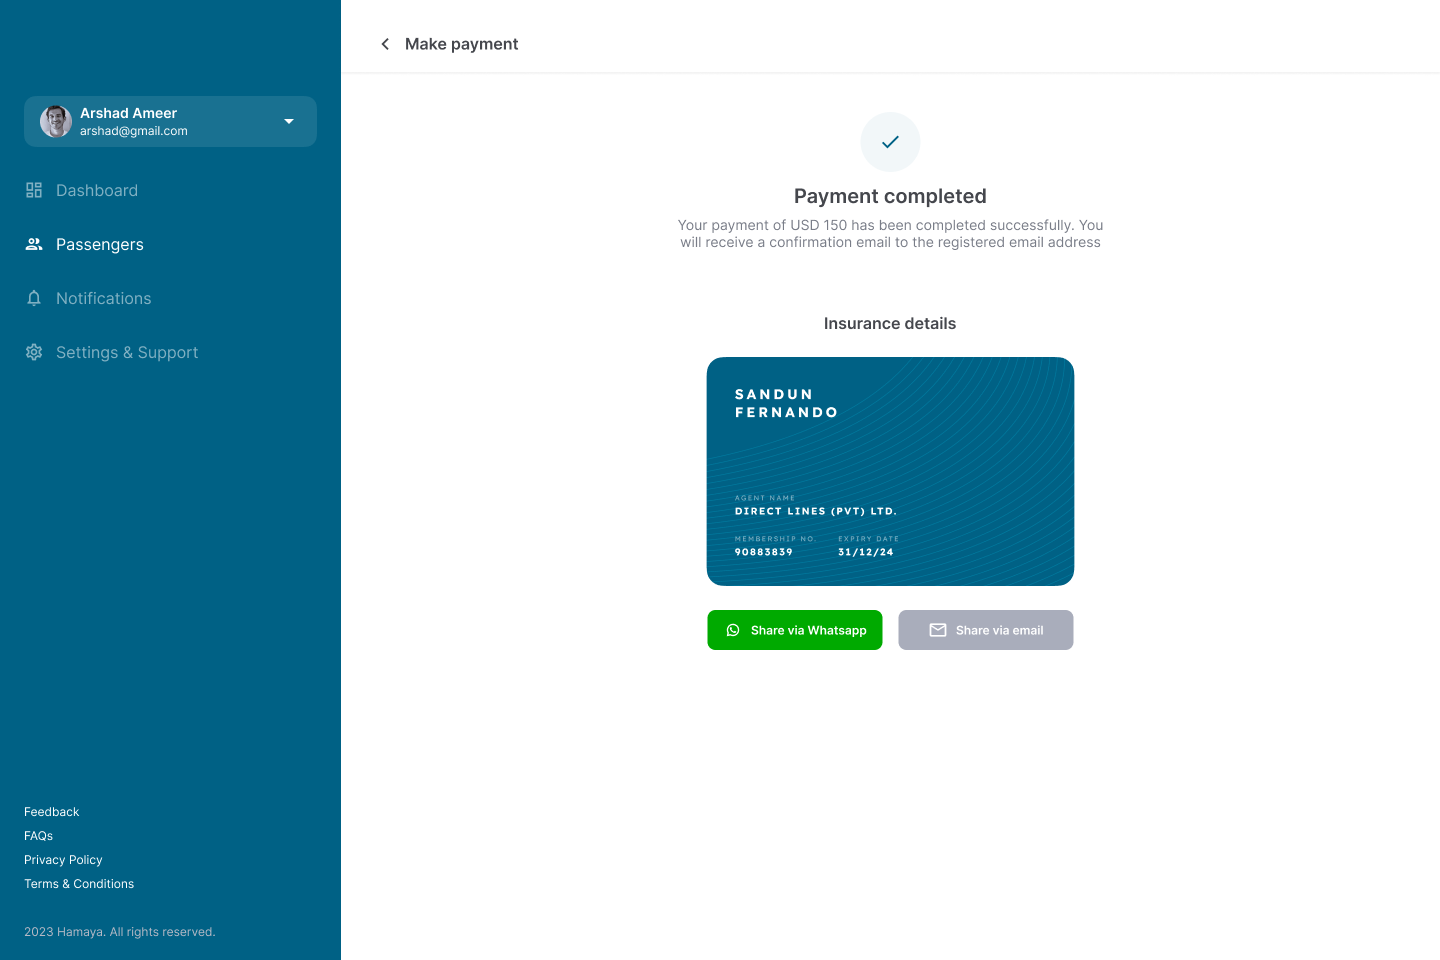 Make payment
Arshad Ameer
arshad@gmail.com
Dashboard
Passengers
Notifications
Settings & Support
Feedback
FAQs
Privacy Policy
Terms & Conditions
2023 Hamaya. All rights reserved.
Payment completed
Your payment of USD 150 has been completed successfully. You
will receive a confirmation email to the registered email address
Insurance details
SANDUN
FERNANDO
AGENT NAME
DIRECT LINES (PVT) LTD.
MEMBERSHIP NO. EXPIRY DATE
90883839 31/12/24
Share via Whatsapp Share via email